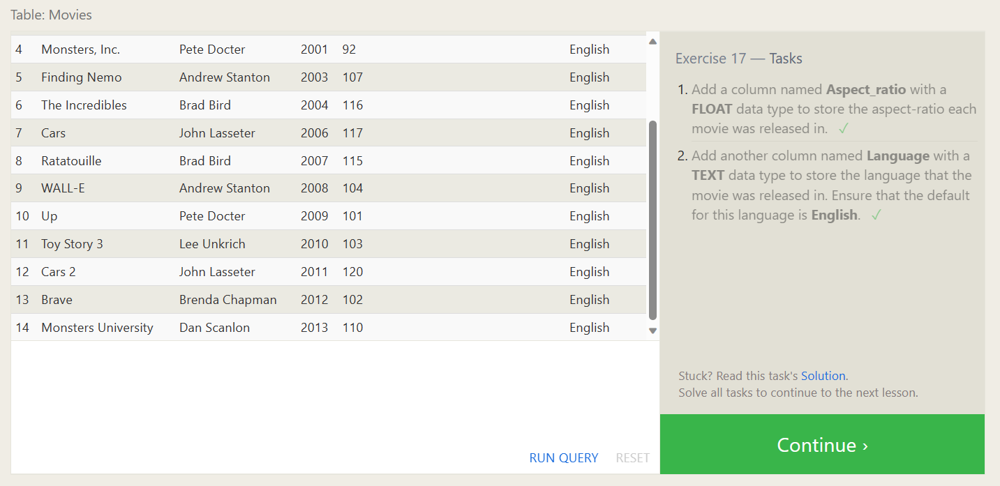 Table: Movies
4 Monsters, Inc. Pete Docter 2001 92 English
5 Finding Nemo Andrew Stanton 2003 107 English
6 The Incredibles Brad Bird 2004 116 English
7 Cars John Lasseter 2006 117 English
8 Ratatouille Brad Bird 2007 115 English
9 WALL-E Andrew Stanton 2008 104 English
10 Up Pete Docter 2009 101 English
11 Toy Story 3 Lee Unkrich 2010 103 English
12 Cars 2 John Lasseter 2011 120 English
13 Brave Brenda Chapman 2012 102 English
14 Monsters University Dan Scanlon 2013 110 English
RUN QUERY RESET
Exercise 17 — Tasks
1. Add a column named Aspect_ratio with a
FLOAT data type to store the aspect-ratio each
movie was released in. ✓
2. Add another column named Language with a
TEXT data type to store the language that the
movie was released in. Ensure that the default
for this language is English. ✓
Stuck? Read this task's Solution.
Solve all tasks to continue to the next lesson.
Continue ›